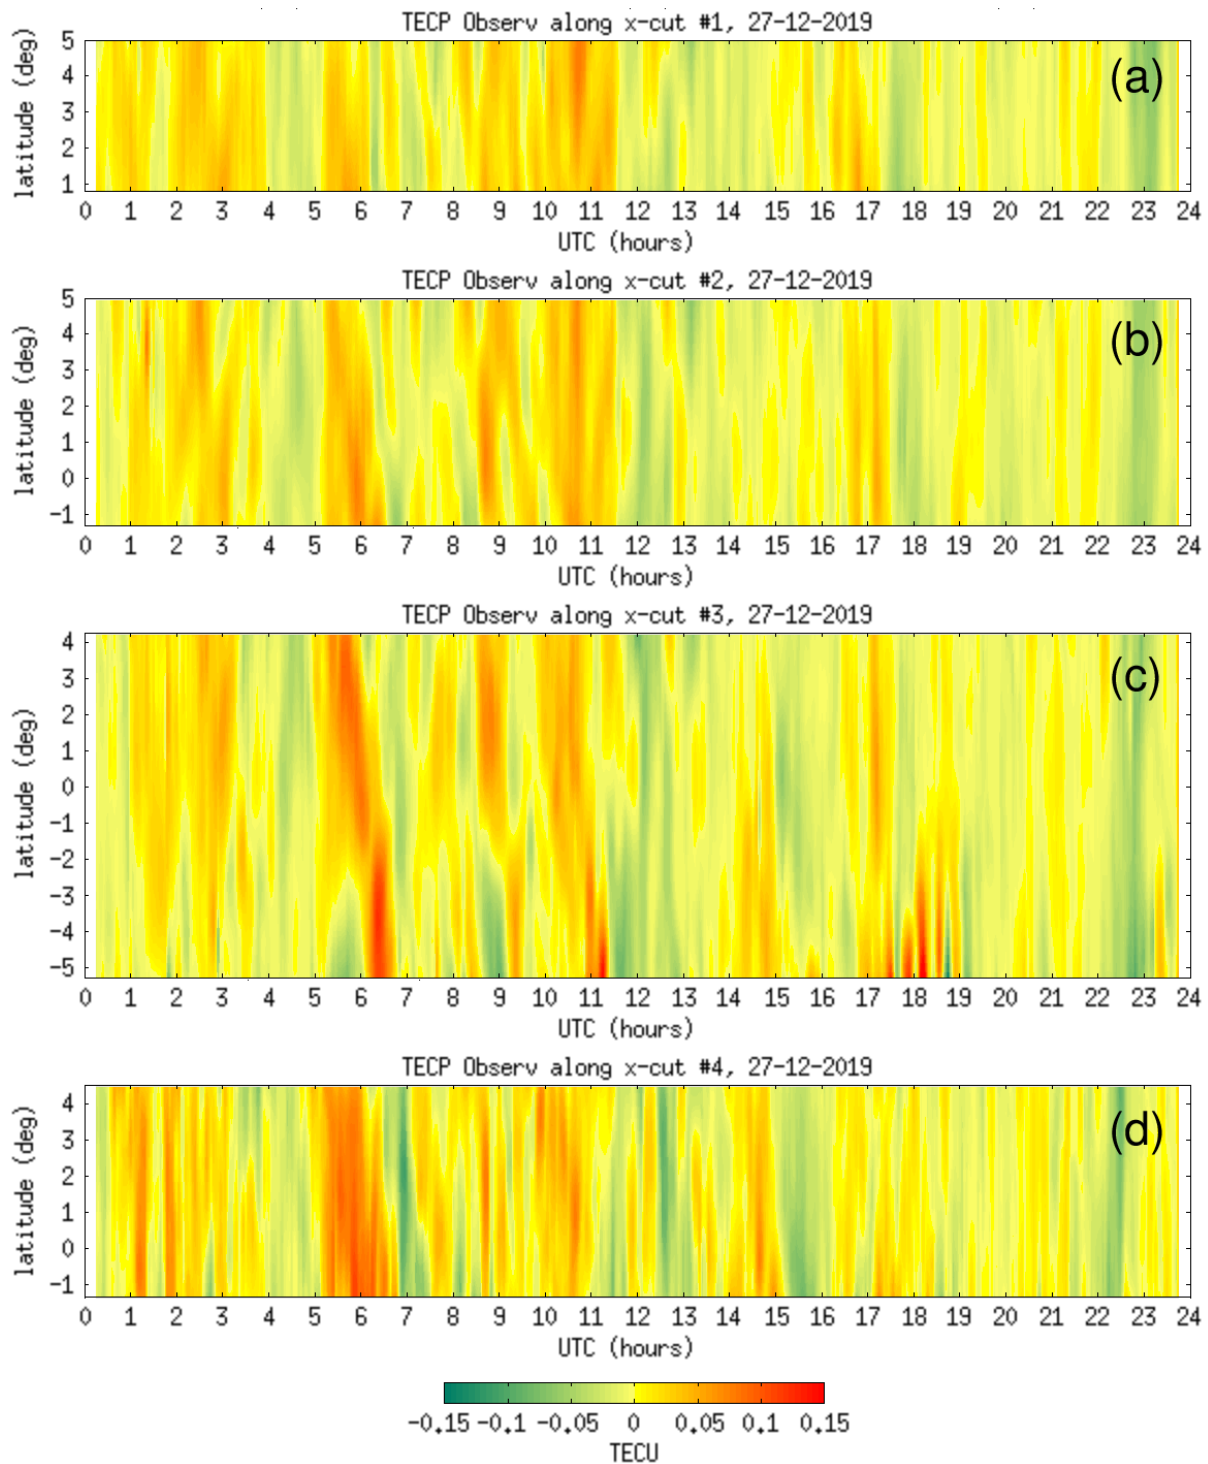 TECP Observ along x-cut #1, 27-12-2019
(a)
latitude (deg)
5
4
3
2
1
0 1 2 3 4 5 6 7 8 9 10 11 12 13 14 15 16 17 18 19 20 21 22 23 24
UTC (hours)
TECP Observ along x-cut #2, 27-12-2019
(b)
latitude (deg)
5
4
3
2
1
0
-1
0 1 2 3 4 5 6 7 8 9 10 11 12 13 14 15 16 17 18 19 20 21 22 23 24
UTC (hours)
TECP Observ along x-cut #3, 27-12-2019
(c)
latitude (deg)
4
3
2
1
0
-1
-2
-3
-4
-5
0 1 2 3 4 5 6 7 8 9 10 11 12 13 14 15 16 17 18 19 20 21 22 23 24
UTC (hours)
TECP Observ along x-cut #4, 27-12-2019
(d)
latitude (deg)
4
3
2
1
0
-1
0 1 2 3 4 5 6 7 8 9 10 11 12 13 14 15 16 17 18 19 20 21 22 23 24
UTC (hours)
-0.15 -0.1 -0.05 0 0.05 0.1 0.15
TECU